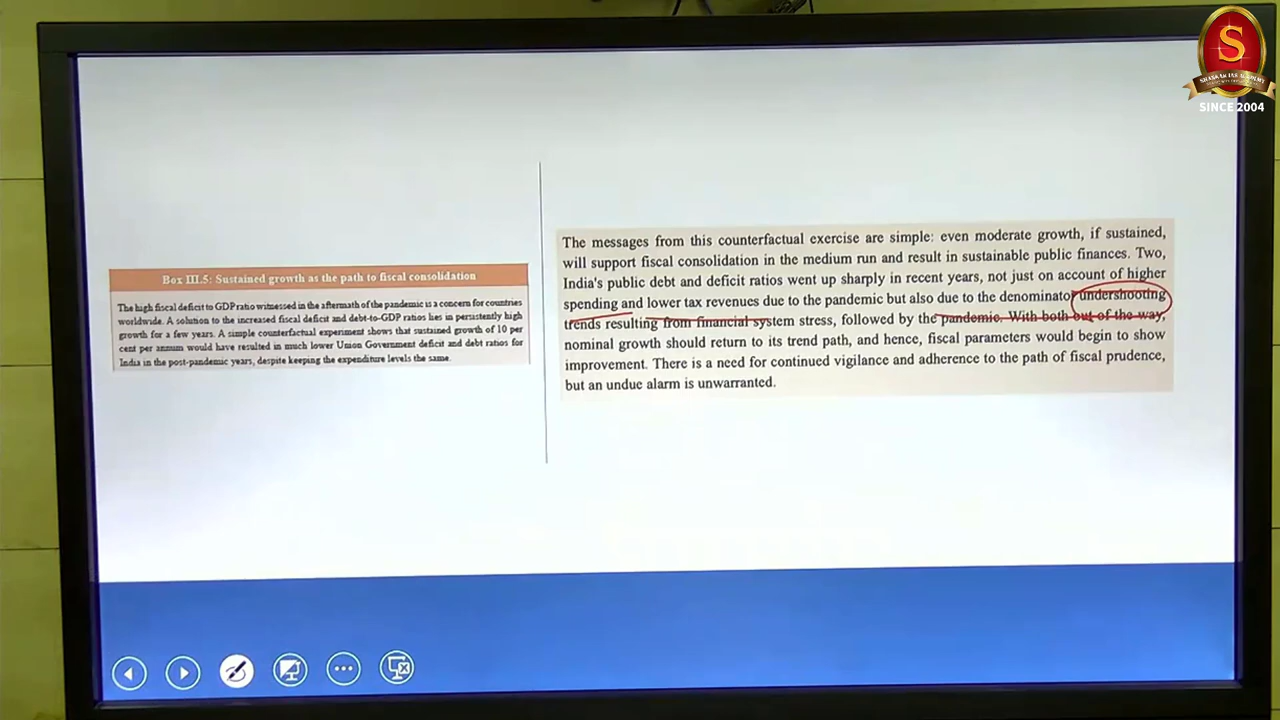 Box III.5: Sustained growth as the path to fiscal consolidation
The high fiscal deficit to GDP ratio witnessed in the aftermath of the pandemic is a concern for countries
worldwide. A solution to the increased fiscal deficit and debt-to-GDP ratios lies in persistently high
growth for a few years. A simple counterfactual experiment shows that sustained growth of 10 per
cent per annum would have resulted in much lower Union Government deficit and debt ratios for
India in the post-pandemic years, despite keeping the expenditure levels the same.
The messages from this counterfactual exercise are simple: even moderate growth, if sustained,
will support fiscal consolidation in the medium run and result in sustainable public finances. Two,
India's public debt and deficit ratios went up sharply in recent years, not just on account of higher
spending and lower tax revenues due to the pandemic but also due to the denominator undershooting
trends resulting from financial system stress, followed by the pandemic. With both out of the way,
nominal growth should return to its trend path, and hence, fiscal parameters would begin to show
improvement. There is a need for continued vigilance and adherence to the path of fiscal prudence,
but an undue alarm is unwarranted.
S
SHANKAR IAS ACADEMY
SINCE 2004